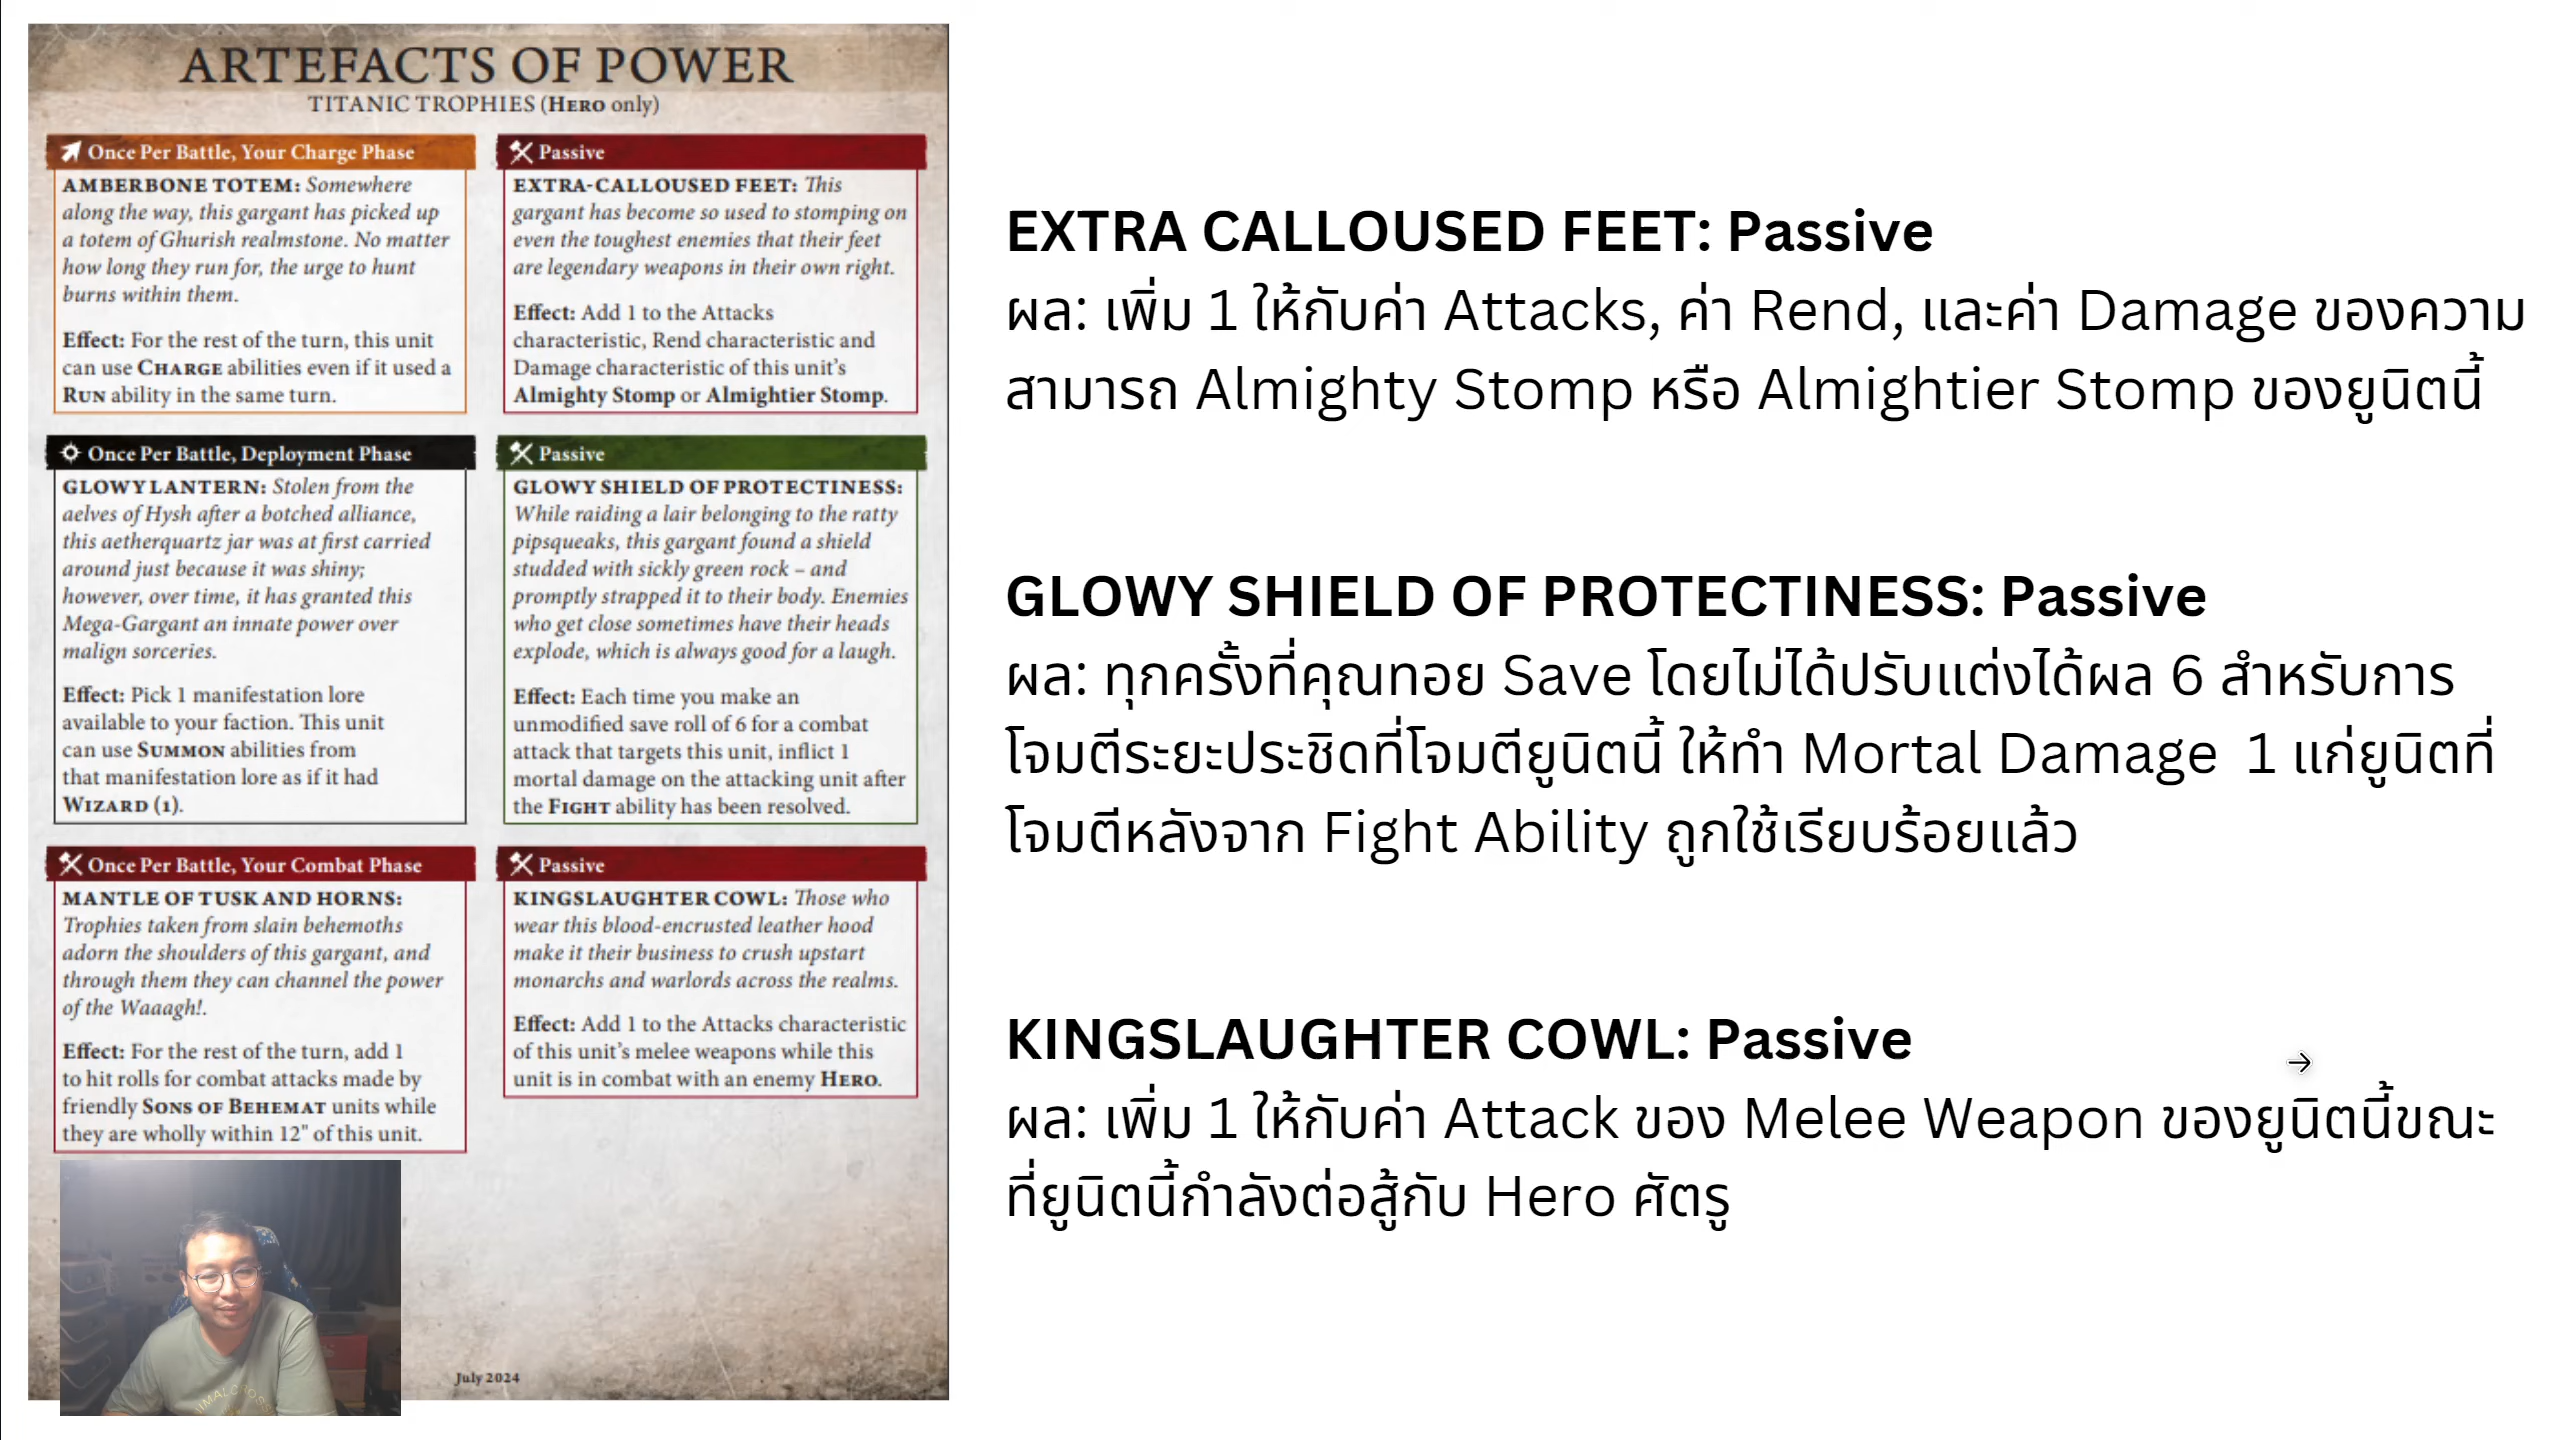 ARTEFACTS OF POWER
TITANIC TROPHIES (HERO only)
Once Per Battle, Your Charge Phase
AMBERBONE TOTEM: Somewhere
along the way, this gargant has picked up
a totem of Ghurish realmstone. No matter
how long they run for, the urge to hunt
burns within them.
Effect: For the rest of the turn, this unit
can use CHARGE abilities even if it used a
RUN ability in the same turn.
Passive
EXTRA-CALLOUSED FEET: This
gargant has become so used to stomping on
even the toughest enemies that their feet
are legendary weapons in their own right.
Effect: Add 1 to the Attacks
characteristic, Rend characteristic and
Damage characteristic of this unit's
Almighty Stomp or Almightier Stomp.
Once Per Battle, Deployment Phase
GLOWY LANTERN: Stolen from the
aelves of Hysh after a botched alliance,
this aetherquartz jar was at first carried
around just because it was shiny;
however, over time, it has granted this
Mega-Gargant an innate power over
malign sorceries.
Effect: Pick 1 manifestation lore
available to your faction. This unit
can use SUMMON abilities from
that manifestation lore as if it had
WIZARD (1).
Passive
GLOWY SHIELD OF PROTECTINESS:
While raiding a lair belonging to the ratty
pipsqueaks, this gargant found a shield
studded with sickly green rock – and
promptly strapped it to their body. Enemies
who get close sometimes have their heads
explode, which is always good for a laugh.
Effect: Each time you make an
unmodified save roll of 6 for a combat
attack that targets this unit, inflict 1
mortal damage on the attacking unit after
the FIGHT ability has been resolved.
Once Per Battle, Your Combat Phase
MANTLE OF TUSK AND HORNS:
Trophies taken from slain behemoths
adorn the shoulders of this gargant, and
through them they can channel the power
of the Waaagh!.
Effect: For the rest of the turn, add 1
to hit rolls for combat attacks made by
friendly SONS OF BEHEMAT units while
they are wholly within 12" of this unit.
Passive
KINGSLAUGHTER COWL: Those who
wear this blood-encrusted leather hood
make it their business to crush upstart
monarchs and warlords across the realms.
Effect: Add 1 to the Attacks characteristic
of this unit's melee weapons while this
unit is in combat with an enemy HERO.
July 2024
EXTRA CALLOUSED FEET: Passive
ผล: เพิ่ม 1 ให้กับค่า Attacks, ค่า Rend, และค่า Damage ของความ
สามารถ Almighty Stomp หรือ Almightier Stomp ของยูนิตนี้
GLOWY SHIELD OF PROTECTINESS: Passive
ผล: ทุกครั้งที่คุณทอย Save โดยไม่ได้ปรับแต่งได้ผล 6 สำหรับการ
โจมตีระยะประชิดที่โจมตียูนิตนี้ ให้ทำ Mortal Damage 1 แก่ยูนิตที่
โจมตีหลังจาก Fight Ability ถูกใช้เรียบร้อยแล้ว
KINGSLAUGHTER COWL: Passive
ผล: เพิ่ม 1 ให้กับค่า Attack ของ Melee Weapon ของยูนิตนี้ขณะ
ที่ยูนิตนี้กำลังต่อสู้กับ Hero ศัตรู